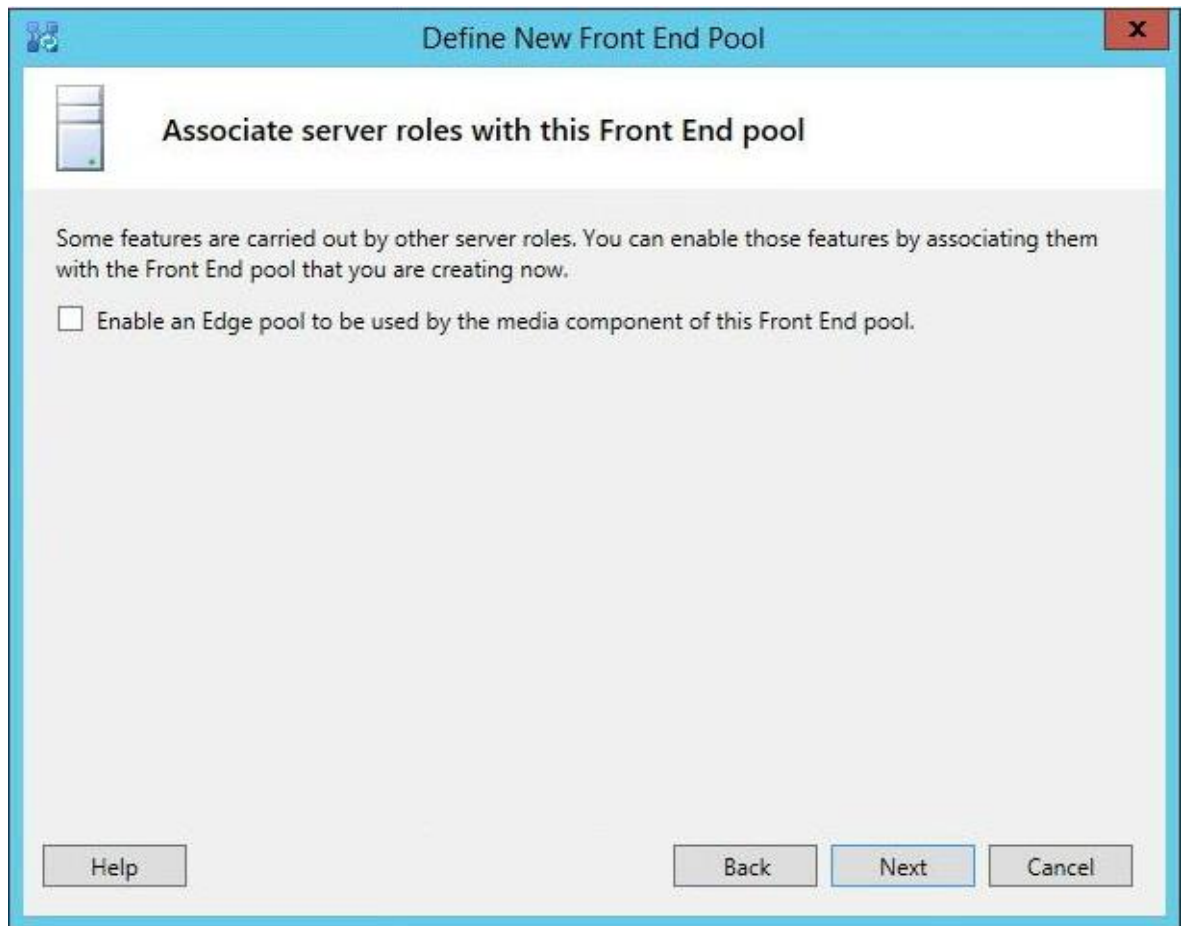 Define New Front End Pool
x
Associate server roles with this Front End pool
Some features are carried out by other server roles. You can enable those features by associating them
with the Front End pool that you are creating now.
Enable an Edge pool to be used by the media component of this Front End pool.
Help
Back
Next
Cancel